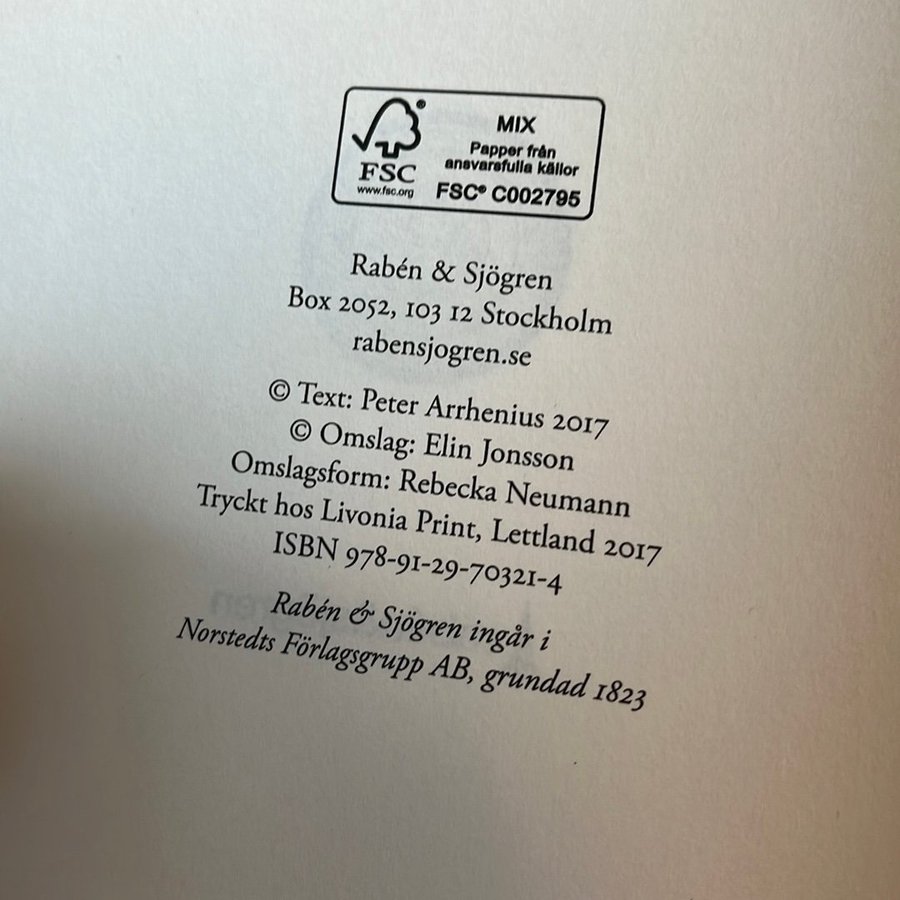 FSC®
www.fsc.org
MIX
Papper från
ansvarsfulla källor
FSC® C002795
Rabén & Sjögren
Box 2052, 103 12 Stockholm
rabensjogren.se
© Text: Peter Arrhenius 2017
© Omslag: Elin Jonsson
Omslagsform: Rebecka Neumann
Tryckt hos Livonia Print, Lettland 2017
ISBN 978-91-29-70321-4
Rabén & Sjögren ingår i
Norstedts Förlagsgrupp AB, grundad 1823